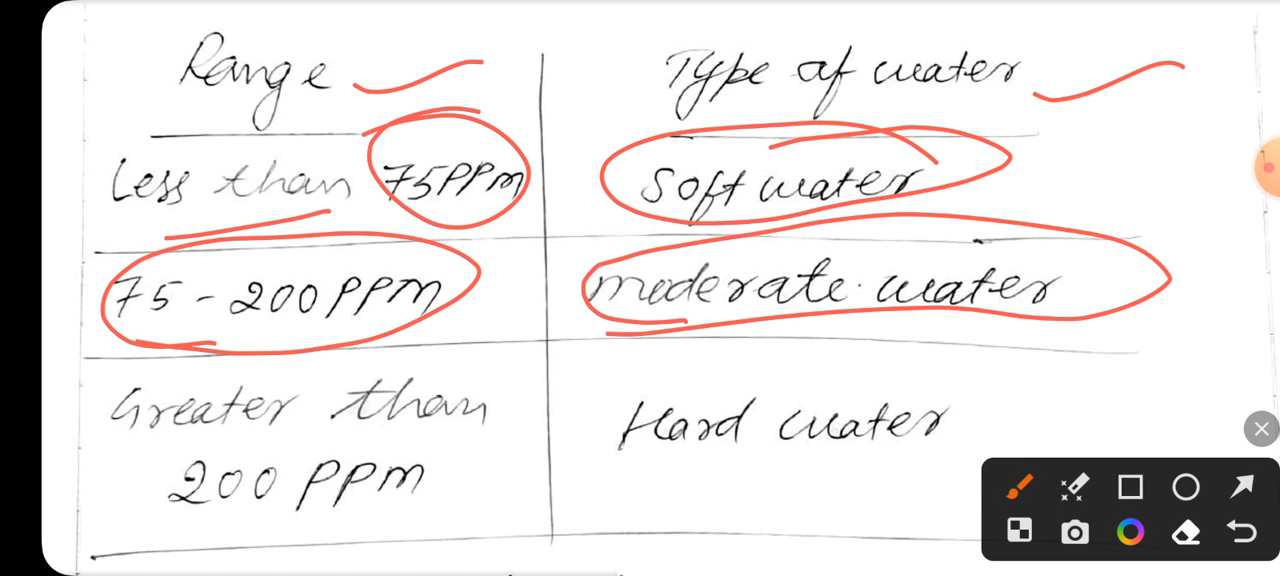 Range Type of water
Less than 75PPm Soft water
75 - 200 PPM moderate water
Greater than Hard water
200 PPM